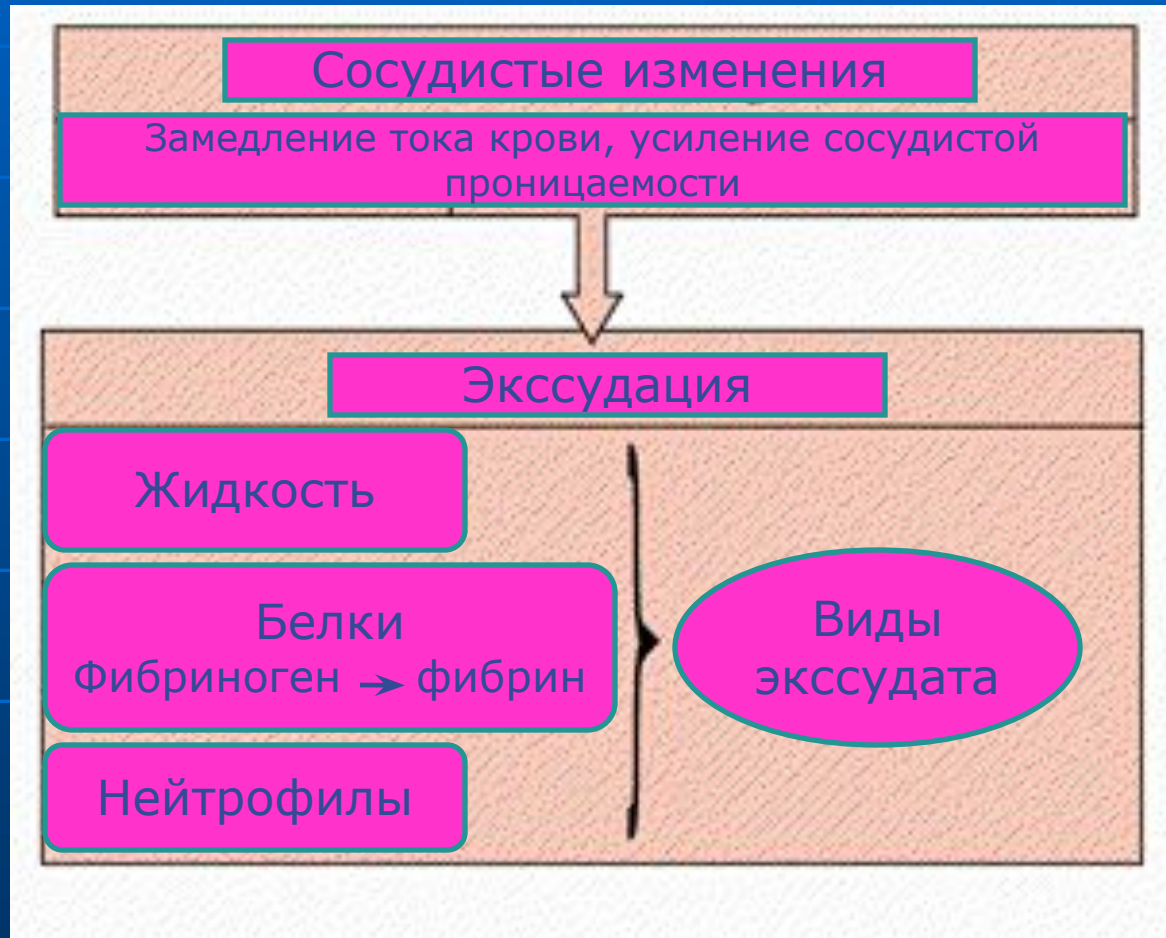 Сосудистые изменения
Замедление тока крови, усиление сосудистой
проницаемости
Экссудация
Жидкость
Белки
Фибриноген → фибрин
Нейтрофилы
Виды
экссудата